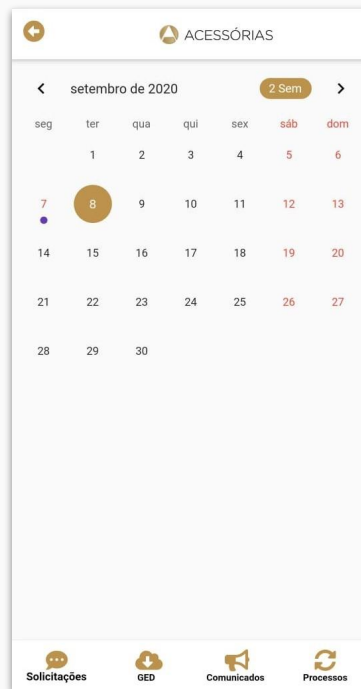 ACESSÓRIAS
setembro de 2020 2 Sem
seg ter qua qui sex sáb dom
1 2 3 4 5 6
7 8 9 10 11 12 13
14 15 16 17 18 19 20
21 22 23 24 25 26 27
28 29 30
Solicitações GED Comunicados Processos